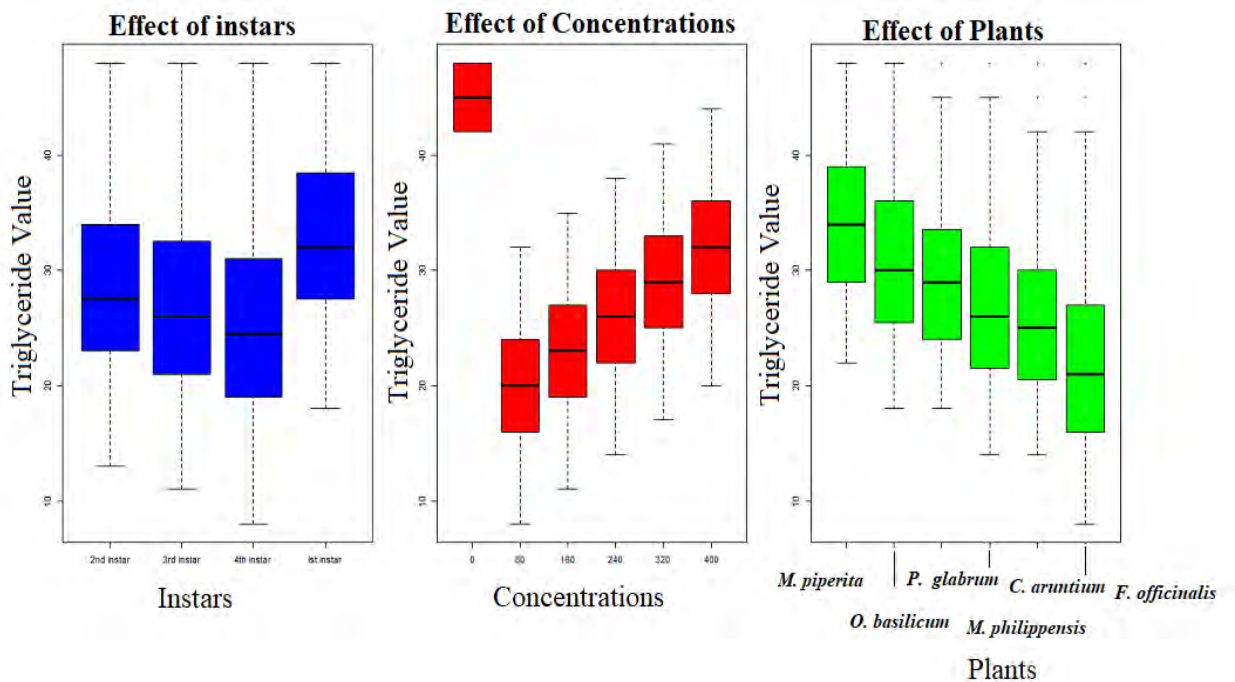 Effect of instars
Effect of Concentrations
Effect of Plants
Triglyceride Value
40
30
20
10
2nd instar
3rd instar
4th instar
Ist instar
Instars
Triglyceride Value
40
30
20
10
0
80
160
240
320
400
Concentrations
Triglyceride Value
40
30
20
10
M. piperita
P. glabrum
C. aruntium
F. officinalis
O. basilicum
M. philippensis
Plants